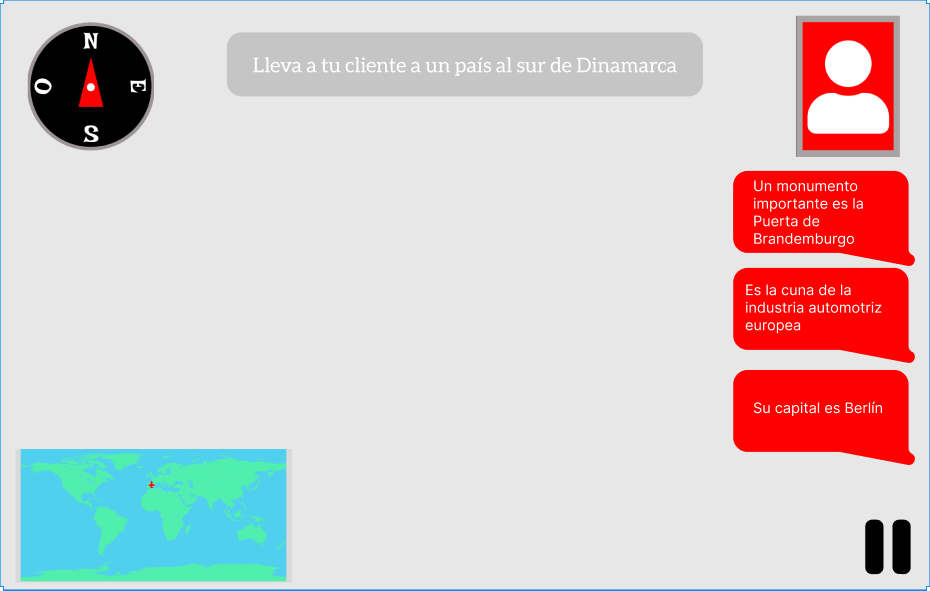 N
O
E
S
Lleva a tu cliente a un país al sur de Dinamarca
Un monumento
importante es la
Puerta de
Brandemburgo
Es la cuna de la
industria automotriz
europea
Su capital es Berlín